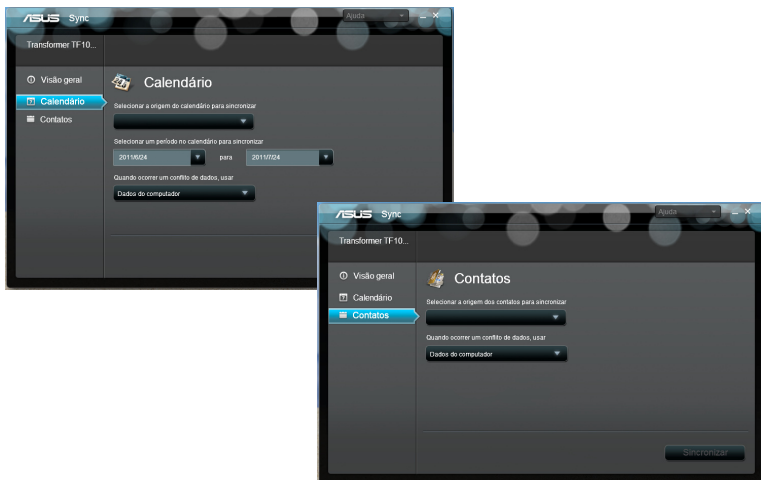 ASUS Sync
Ajuda
Transformer TF10...
Visão geral
Calendário
Contatos
Calendário
Selecionar a origem do calendário para sincronizar
Selecionar um período no calendário para sincronizar
2011/6/24 para 2011/7/24
Quando ocorrer um conflito de dados, usar
Dados do computador
ASUS Sync
Ajuda
Transformer TF10...
Visão geral
Calendário
Contatos
Contatos
Selecionar a origem dos contatos para sincronizar
Quando ocorrer um conflito de dados, usar
Dados do computador
Sincronizar